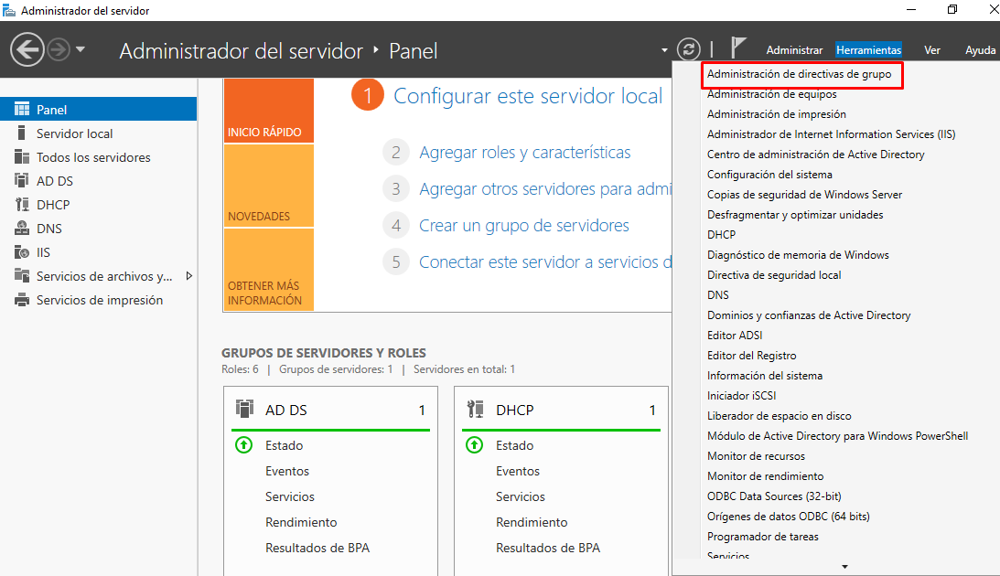 Administrador del servidor
Administrador del servidor ‣ Panel
Administrar Herramientas Ver Ayuda
Panel
Servidor local
Todos los servidores
AD DS
DHCP
DNS
IIS
Servicios de archivos y...
Servicios de impresión
INICIO RÁPIDO
NOVEDADES
OBTENER MÁS
INFORMACIÓN
1 Configurar este servidor local
2 Agregar roles y características
3 Agregar otros servidores para admi
4 Crear un grupo de servidores
5 Conectar este servidor a servicios d
GRUPOS DE SERVIDORES Y ROLES
Roles: 6 | Grupos de servidores: 1 | Servidores en total: 1
AD DS 1
Estado
Eventos
Servicios
Rendimiento
Resultados de BPA
DHCP 1
Estado
Eventos
Servicios
Rendimiento
Resultados de BPA
Administración de directivas de grupo
Administración de equipos
Administración de impresión
Administrador de Internet Information Services (IIS)
Centro de administración de Active Directory
Configuración del sistema
Copias de seguridad de Windows Server
Desfragmentar y optimizar unidades
DHCP
Diagnóstico de memoria de Windows
Directiva de seguridad local
DNS
Dominios y confianzas de Active Directory
Editor ADSI
Editor del Registro
Información del sistema
Iniciador iSCSI
Liberador de espacio en disco
Módulo de Active Directory para Windows PowerShell
Monitor de recursos
Monitor de rendimiento
ODBC Data Sources (32-bit)
Orígenes de datos ODBC (64 bits)
Programador de tareas
Servicios